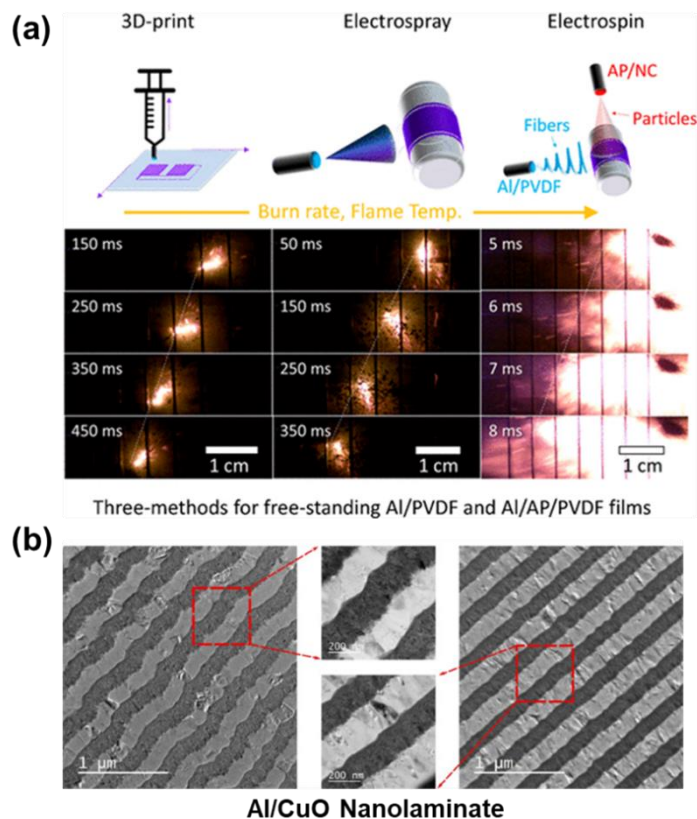 (a)
3D-print
Electrospray
Electrospin
AP/NC
Particles
Fibers
Al/PVDF
Burn rate, Flame Temp.
150 ms
50 ms
5 ms
250 ms
150 ms
6 ms
350 ms
250 ms
7 ms
450 ms
1 cm
350 ms
1 cm
8 ms
1 cm
Three-methods for free-standing Al/PVDF and Al/AP/PVDF films
(b)
200 nm
1 µm
200 nm
1 µm
Al/CuO Nanolaminate